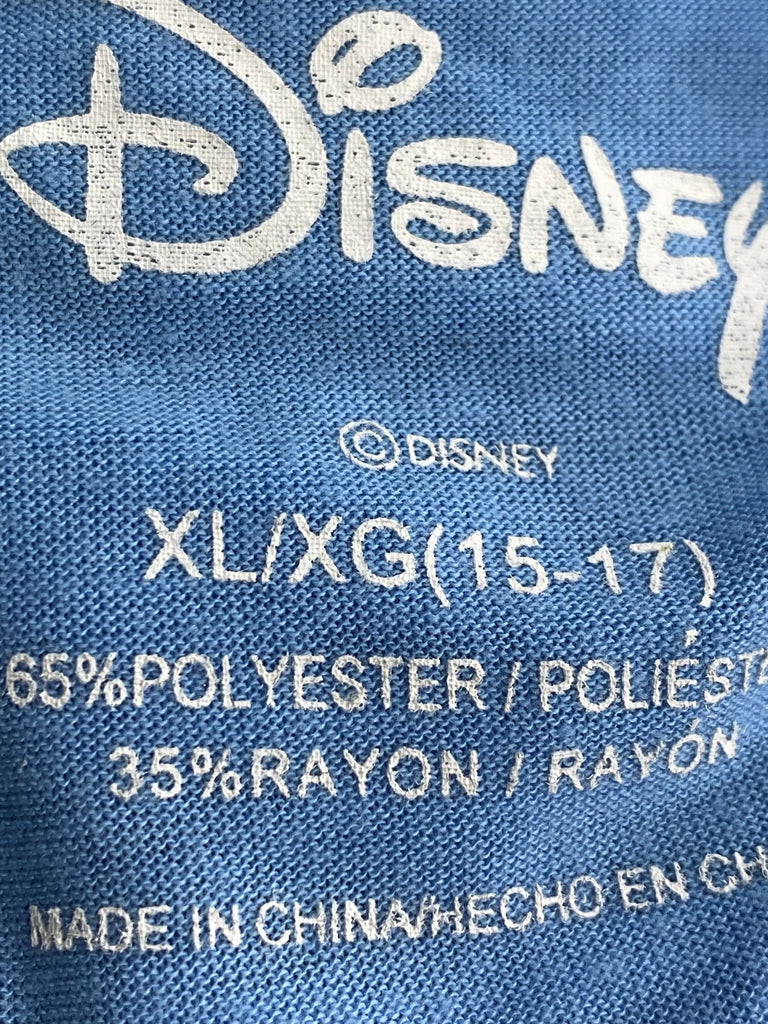 Disney
©DISNEY
XL/XG(15-17)
65%POLYESTER / POLIÉST
35%RAYON / RAYÓN
MADE IN CHINA/HECHO EN CH